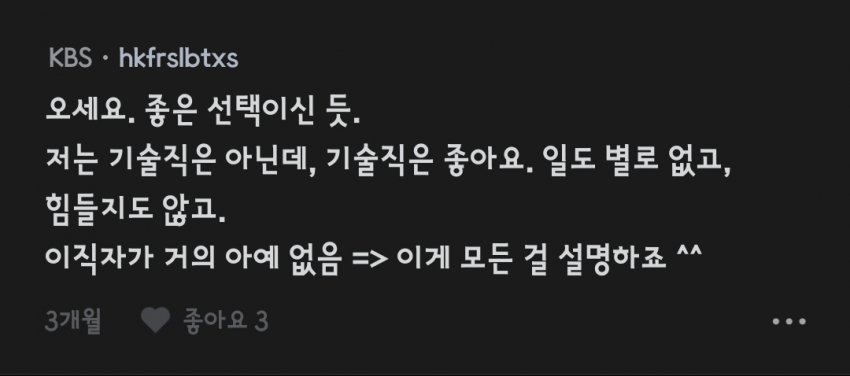 KBS · hkfrslbtxs
오세요. 좋은 선택이신 듯.
저는 기술직은 아닌데, 기술직은 좋아요. 일도 별로 없고,
힘들지도 않고.
이직자가 거의 아예 없음 => 이게 모든 걸 설명하죠 ^^
3개월 좋아요 3